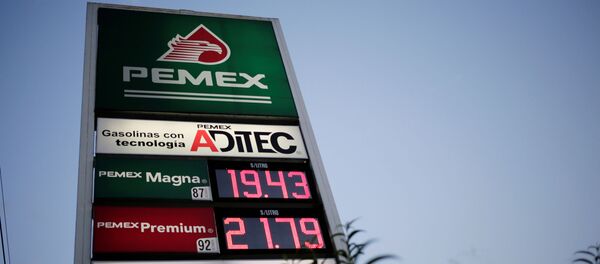 PEMEX
Gasolinas con
tecnología
PEMEX
ADITEC
$/LITRO
PEMEX Magna
87
19.43
$/LITRO
PEMEX Premium
92
21.79